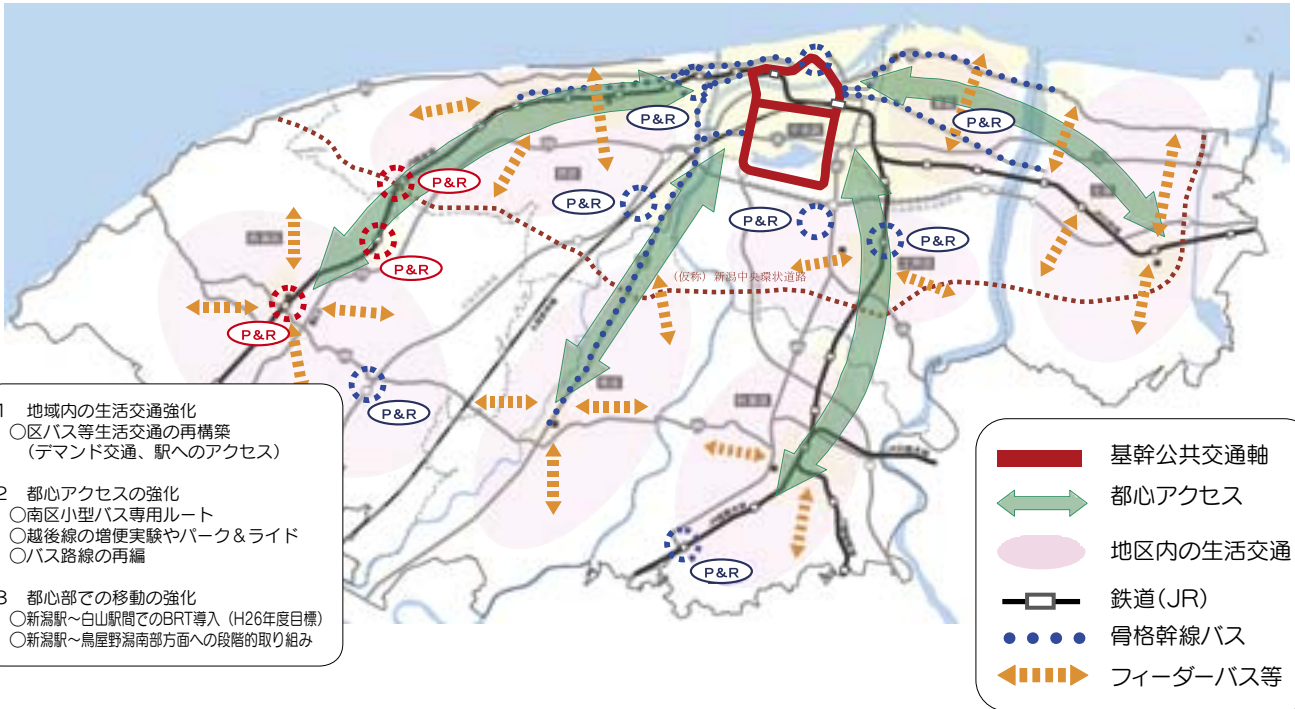 P&R
P&R
P&R
P&R
P&R
P&R
P&R
(仮称) 新潟中央環状道路
P&R
P&R
P&R
1 地域内の生活交通強化
○区バス等生活交通の再構築
(デマンド交通、駅へのアクセス)
2 都心アクセスの強化
○南区小型バス専用ルート
○越後線の増便実験やパーク&ライド
○バス路線の再編
3 都心部での移動の強化
○新潟駅~白山駅間でのBRT導入(H26年度目標)
○新潟駅~鳥屋野潟南部方面への段階的取り組み
基幹公共交通軸
都心アクセス
地区内の生活交通
鉄道(JR)
骨格幹線バス
フィーダーバス等